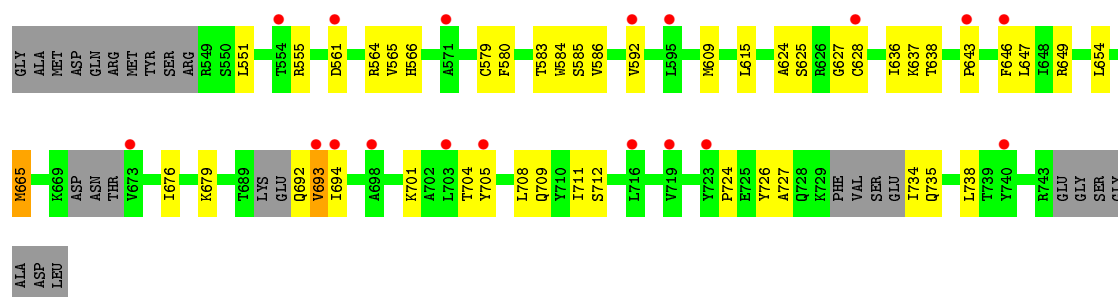 GLY ALA MET ASP GLN ARG MET TYR SER ARG R549 S550 L551 T554 R555 D561 R564 V565 H566 A571 C579 F580 T583 W584 S585 V586 V592 L595 M609 L615 A624 S625 R626 G627 C628 I636 K637 T638 P643 F646 L647 I648 R649 L654
M665 K669 ASP ASN THR V673 I676 K679 T689 LYS GLU Q692 V693 I694 A698 K701 A702 L703 T704 Y705 L708 Q709 Y710 I711 S712 L716 V719 Y723 P724 E725 Y726 A727 Q728 K729 PHE VAL SER GLU I734 Q735 L738 T739 Y740 R743 GLU GLY SER GLY
ALA ASP LEU